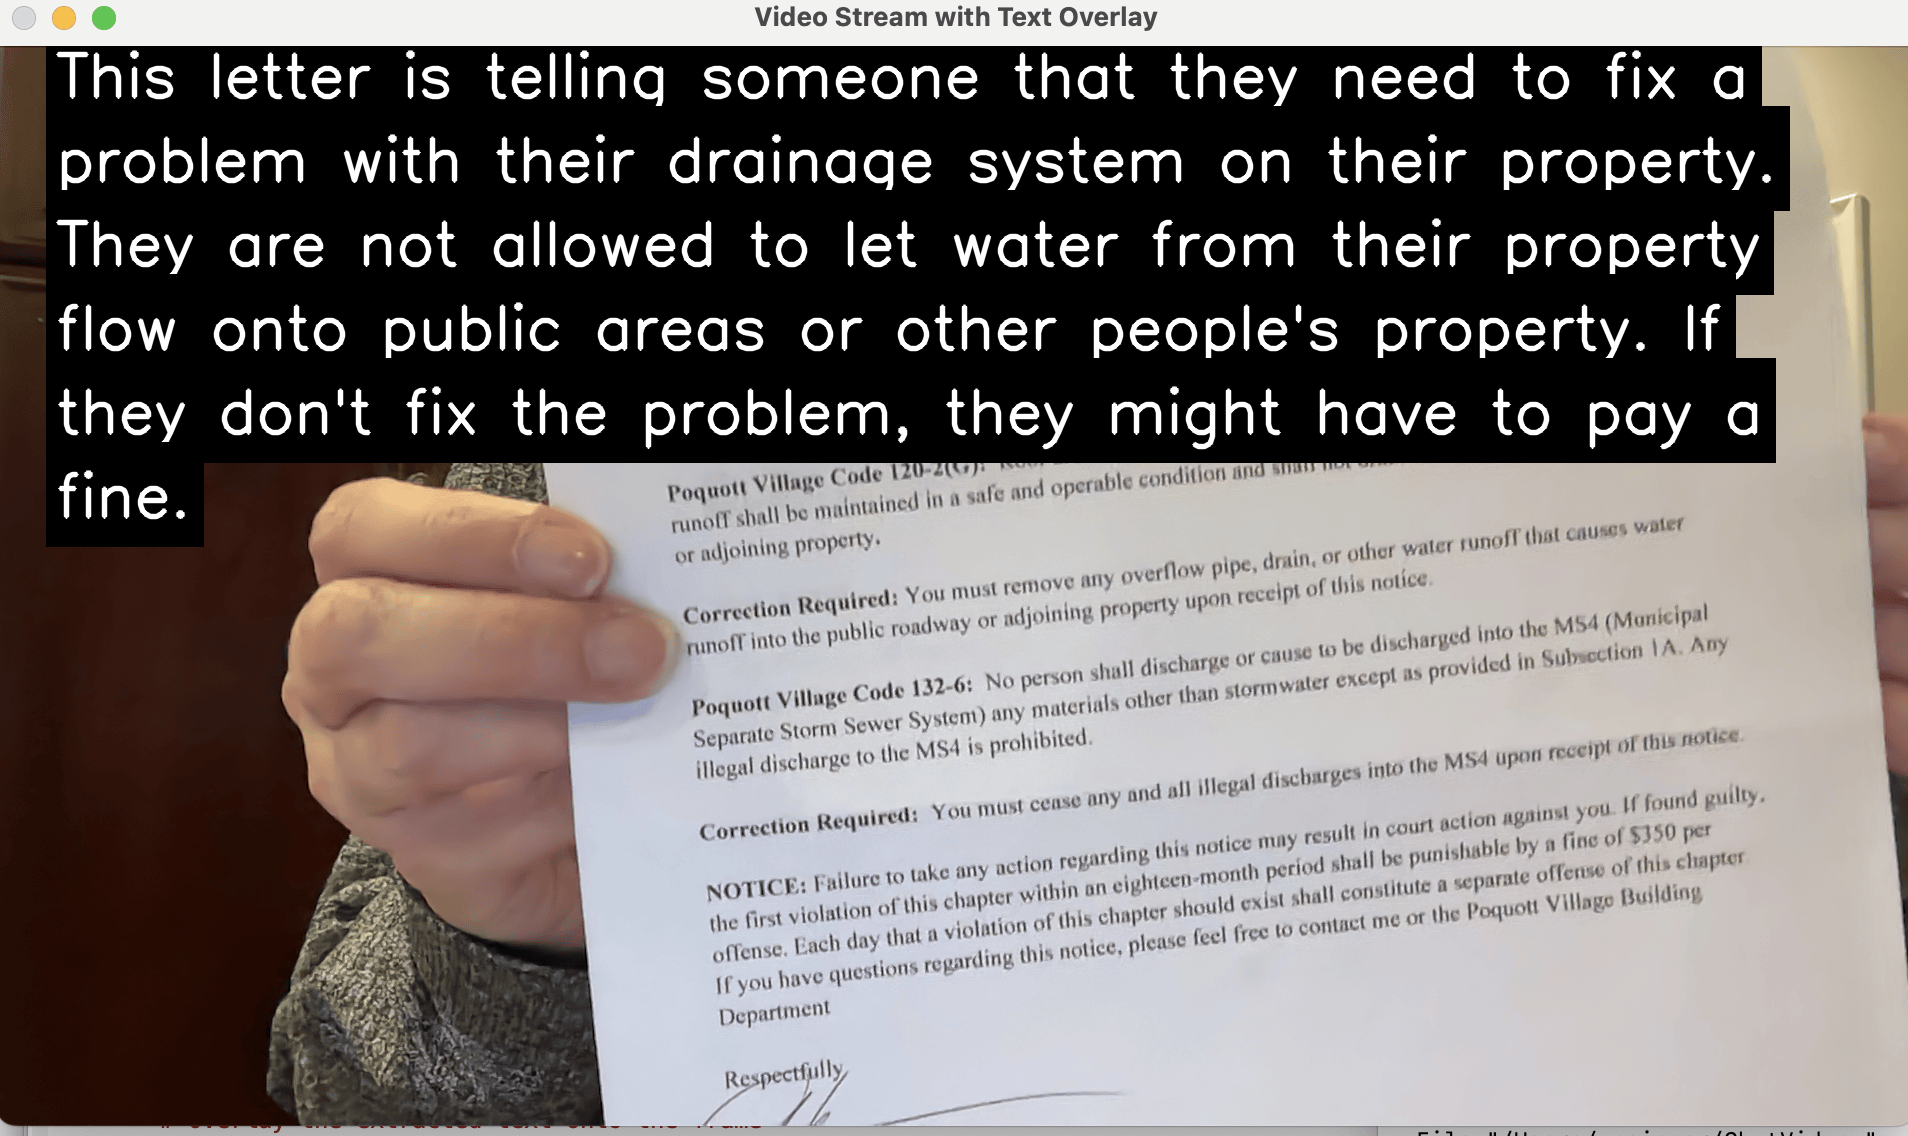 Video Stream with Text Overlay
This letter is telling someone that they need to fix a
problem with their drainage system on their property.
They are not allowed to let water from their property
flow onto public areas or other people's property. If
they don't fix the problem, they might have to pay a
fine.
Poquott Village Code 120-2(G):
runoff shall be maintained in a safe and operable condition and shall not
or adjoining property.
Correction Required: You must remove any overflow pipe, drain, or other water runoff that causes water
runoff into the public roadway or adjoining property upon receipt of this notice.
Poquott Village Code 132-6: No person shall discharge or cause to be discharged into the MS4 (Municipal
Separate Storm Sewer System) any materials other than stormwater except as provided in Subsection 1A. Any
illegal discharge to the MS4 is prohibited.
Correction Required: You must cease any and all illegal discharges into the MS4 upon receipt of this notice.
NOTICE: Failure to take any action regarding this notice may result in court action against you. If found guilty,
the first violation of this chapter within an eighteen-month period shall be punishable by a fine of $350 per
offense. Each day that a violation of this chapter should exist shall constitute a separate offense of this chapter
If you have questions regarding this notice, please feel free to contact me or the Poquott Village Building
Department
Respectfully
# Overlay the extracted text onto the frame